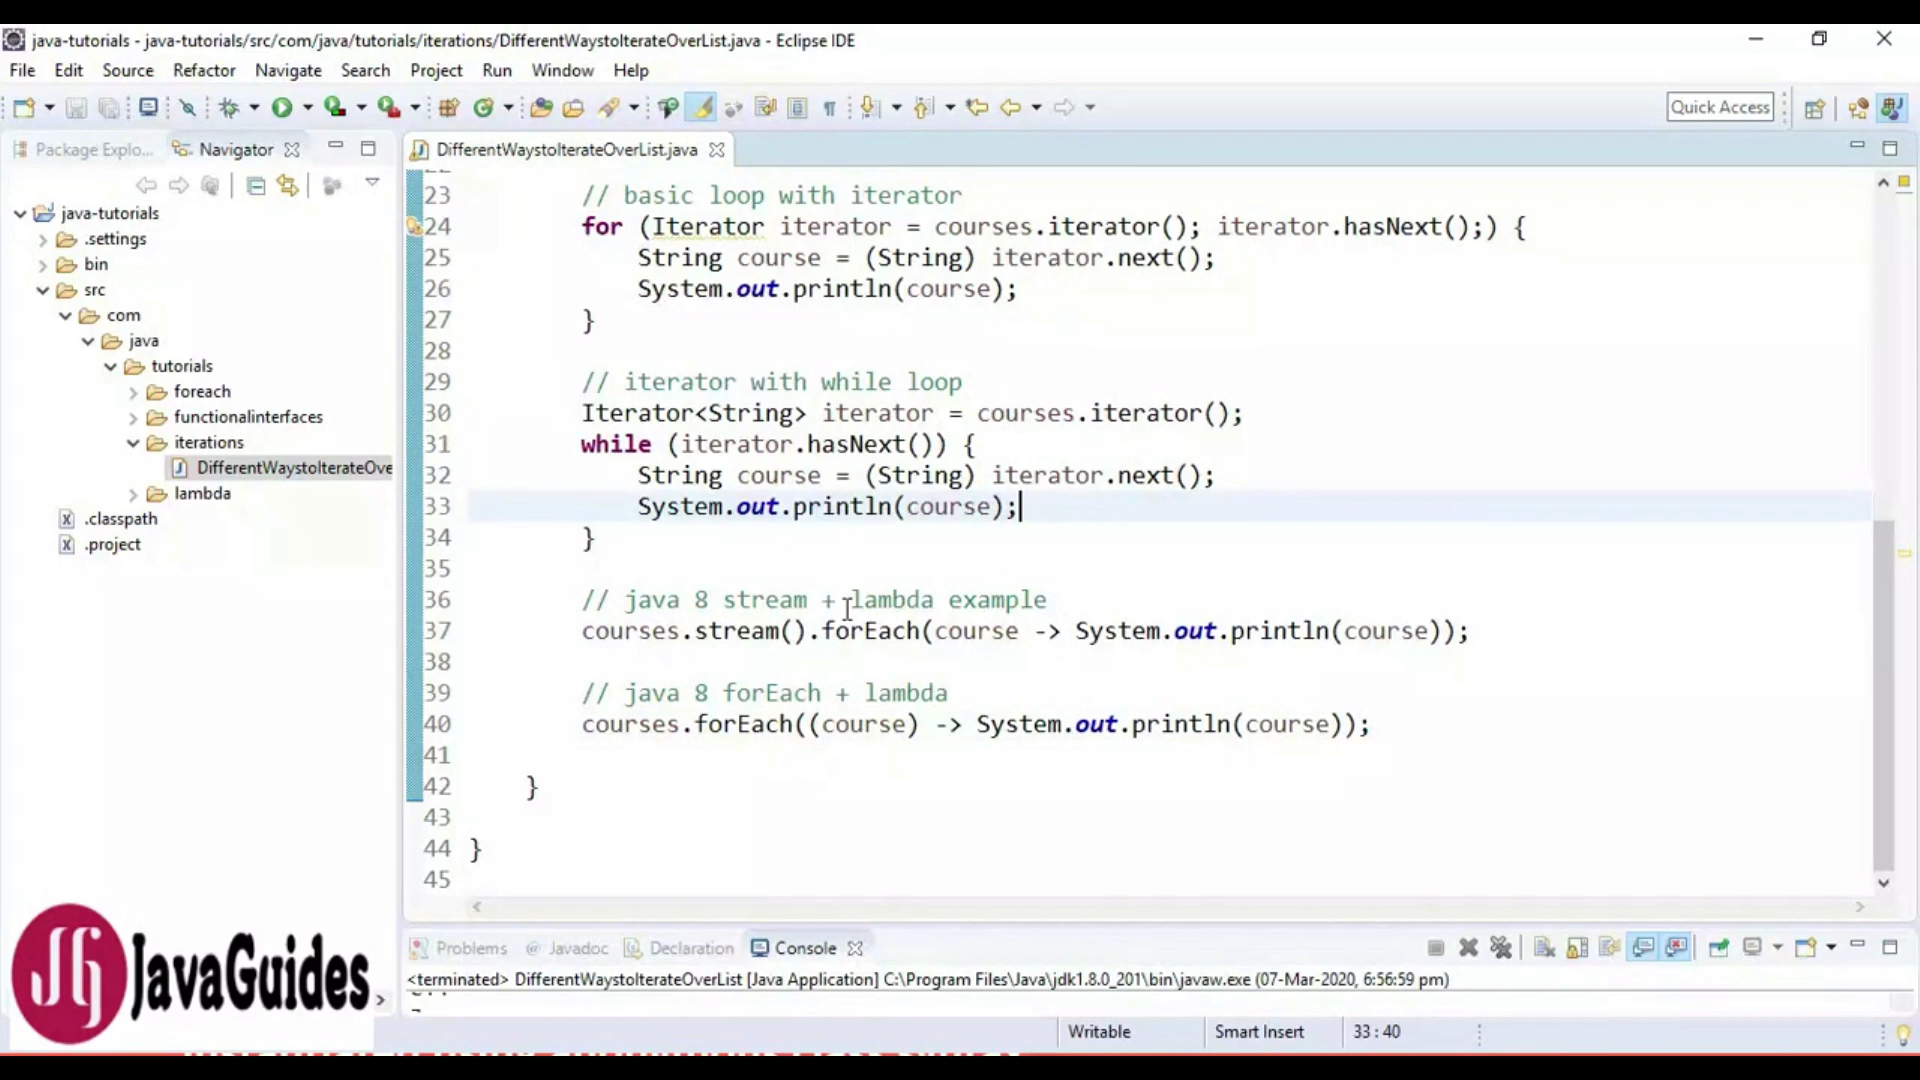 java-tutorials - java-tutorials/src/com/java/tutorials/iterations/DifferentWaystoIterateOverList.java - Eclipse IDE
File Edit Source Refactor Navigate Search Project Run Window Help
Quick Access
Package Explo... Navigator
DifferentWaystoIterateOverList.java
java-tutorials
.settings
bin
src
com
java
tutorials
foreach
functionalinterfaces
iterations
DifferentWaystoIterateOve
lambda
.classpath
.project
23 // basic loop with iterator
24 for (Iterator iterator = courses.iterator(); iterator.hasNext();) {
25 String course = (String) iterator.next();
26 System.out.println(course);
27 }
28
29 // iterator with while loop
30 Iterator<String> iterator = courses.iterator();
31 while (iterator.hasNext()) {
32 String course = (String) iterator.next();
33 System.out.println(course);
34 }
35
36 // java 8 stream + lambda example
37 courses.stream().forEach(course -> System.out.println(course));
38
39 // java 8 forEach + lambda
40 courses.forEach((course) -> System.out.println(course));
41
42 }
43
44 }
45
JG JavaGuides
Problems @ Javadoc Declaration Console
<terminated> DifferentWaystoIterateOverList [Java Application] C:\Program Files\Java\jdk1.8.0_201\bin\javaw.exe (07-Mar-2020, 6:56:59 pm)
Writable Smart Insert 33 : 40